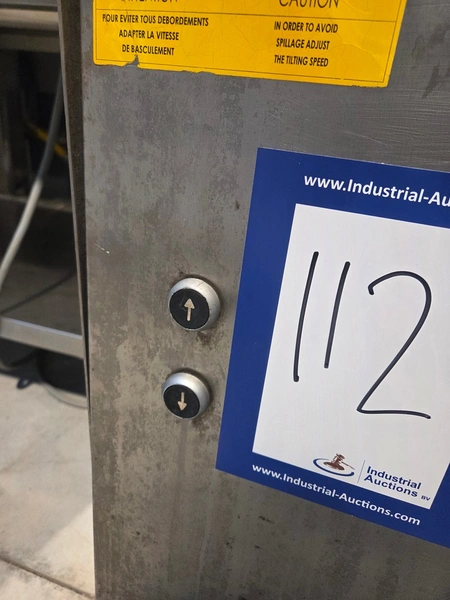 CAUTION
POUR EVITER TOUS DEBORDEMENTS
ADAPTER LA VITESSE
DE BASCULEMENT
IN ORDER TO AVOID
SPILLAGE ADJUST
THE TILTING SPEED
www.Industrial-Au
112
Industrial
Auctions BV
www.Industrial-Auctions.com